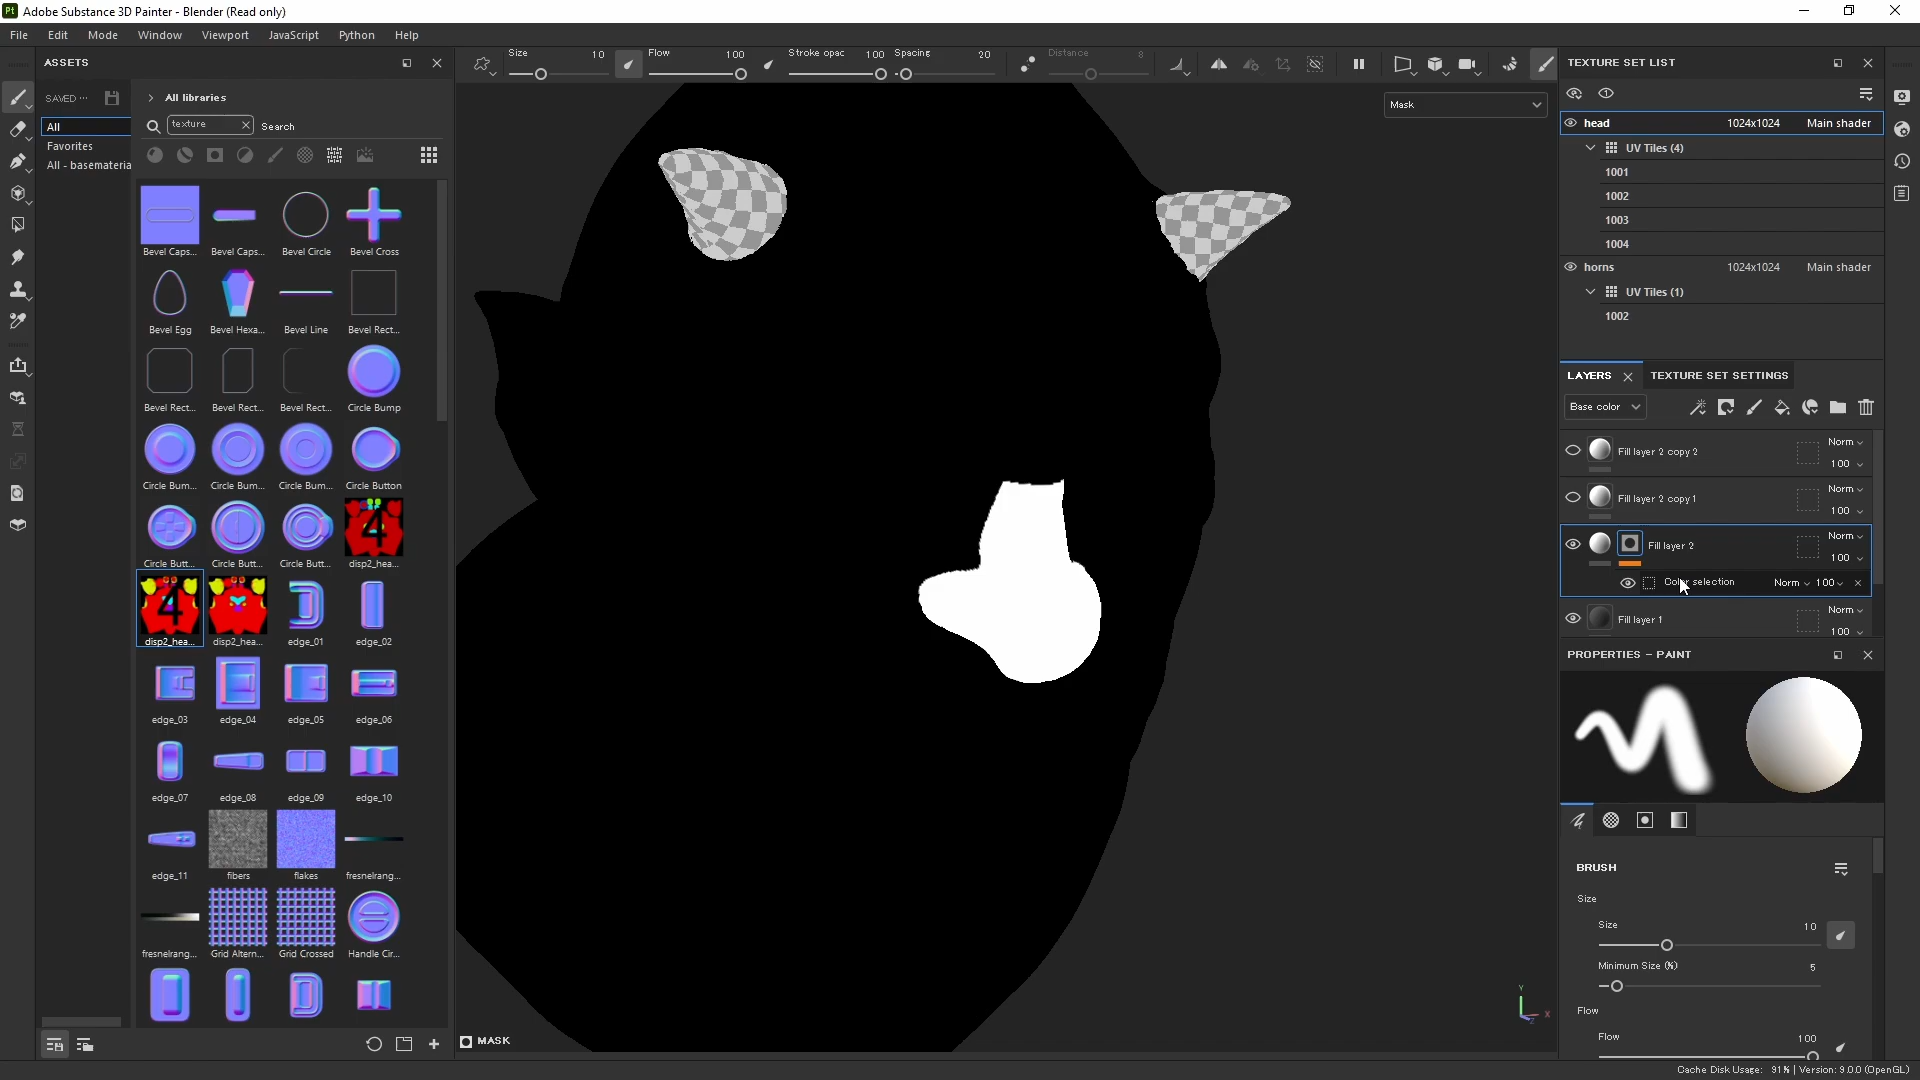 Pt Adobe Substance 3D Painter - Blender (Read only)
File Edit Mode Window Viewport JavaScript Python Help
ASSETS
SAVED ...
All
Favorites
All - basemateria
All libraries
texture
Search
Bevel Caps... Bevel Caps... Bevel Circle Bevel Cross
Bevel Egg Bevel Hexa... Bevel Line Bevel Rect...
Bevel Rect... Bevel Rect... Bevel Rect... Circle Bump
Circle Bum... Circle Bum... Circle Bum... Circle Button
4
Circle Butt... Circle Butt... Circle Butt... disp2_hea...
4
disp2_hea... disp2_hea... edge_01 edge_02
edge_03 edge_04 edge_05 edge_06
edge_07 edge_08 edge_09 edge_10
edge_11 fibers flakes fresnelrang...
fresnelrang... Grid Altern... Grid Crossed Handle Cir...
Size 10
Flow 100
Stroke opac 100
Spacing 20
Distance 8
Mask
Y
X
Z
MASK
TEXTURE SET LIST
head 1024x1024 Main shader
UV Tiles (4)
1001
1002
1003
1004
horns 1024x1024 Main shader
UV Tiles (1)
1002
LAYERS TEXTURE SET SETTINGS
Base color
Fill layer 2 copy 2 Norm 100
Fill layer 2 copy 1 Norm 100
Fill layer 2 Norm 100
Color selection Norm 100
Fill layer 1 Norm 100
PROPERTIES - PAINT
BRUSH
Size
Size 10
Minimum Size (%) 5
Flow
Flow 100
Cache Disk Usage: 91% | Version: 9.0.0 (OpenGL)